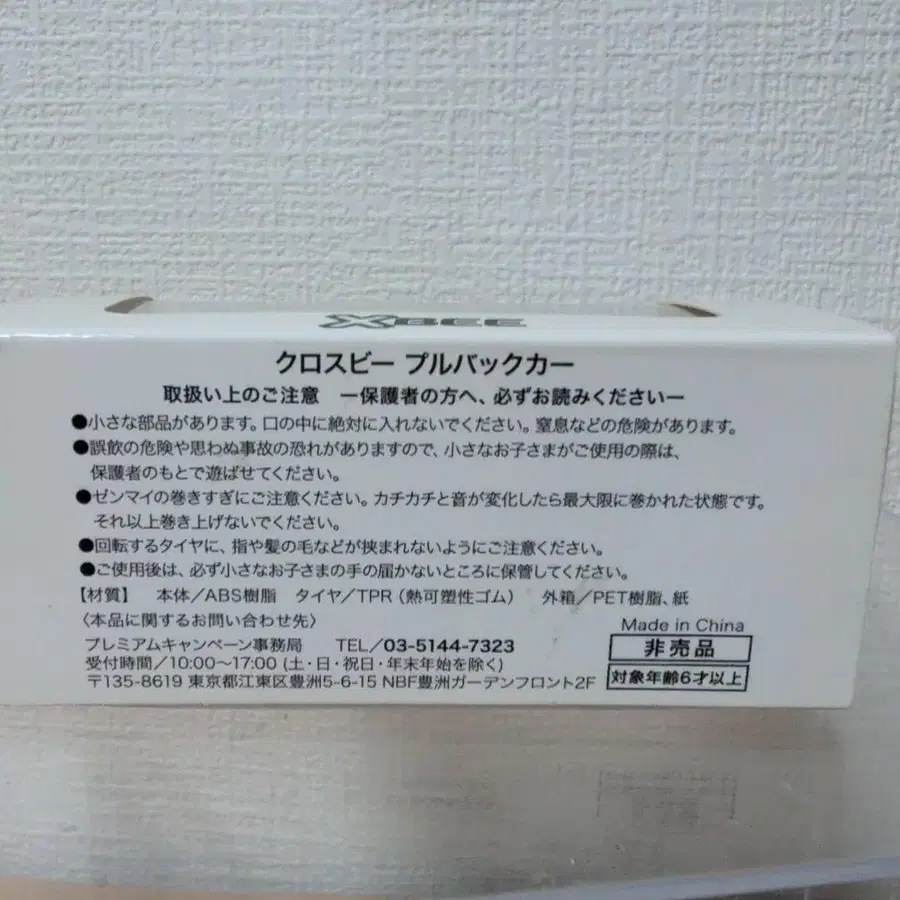 XBEE
クロスビー プルバックカー
取扱い上のご注意 ー保護者の方へ、必ずお読みくださいー
●小さな部品があります。口の中に絶対に入れないでください。窒息などの危険があります。
●誤飲の危険や思わぬ事故の恐れがありますので、小さなお子さまがご使用の際は、
保護者のもとで遊ばせてください。
●ゼンマイの巻きすぎにご注意ください。カチカチと音が変化したら最大限に巻かれた状態です。
それ以上巻き上げないでください。
●回転するタイヤに、指や髪の毛などが挟まれないようにご注意ください。
●ご使用後は、必ず小さなお子さまの手の届かないところに保管してください。
【材質】 本体／ABS樹脂 タイヤ／TPR（熱可塑性ゴム） 外箱／PET樹脂、紙
〈本品に関するお問い合わせ先〉
プレミアムキャンペーン事務局 TEL／03-5144-7323
受付時間／10:00〜17:00 (土・日・祝日・年末年始を除く)
〒135-8619 東京都江東区豊洲5-6-15 NBF豊洲ガーデンフロント2F
Made in China
非売品
対象年齢6才以上